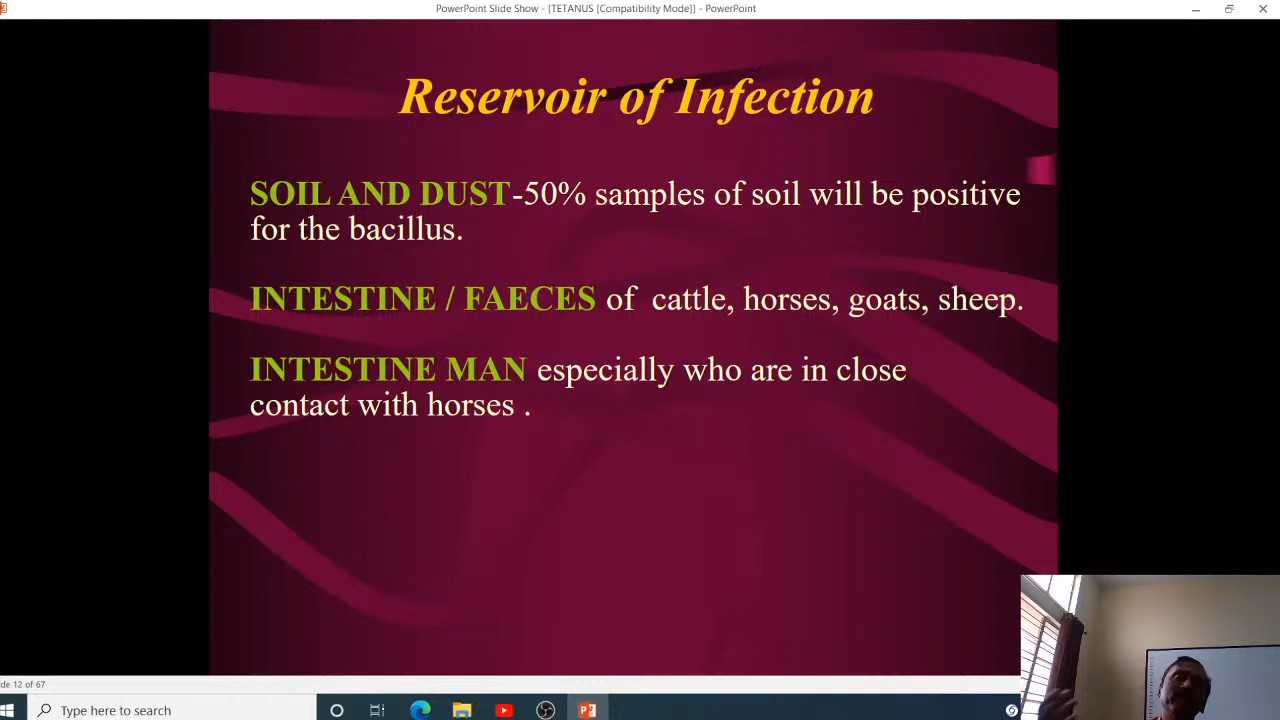 PowerPoint Slide Show - [TETANUS [Compatibility Mode]] - PowerPoint
Reservoir of Infection
SOIL AND DUST-50% samples of soil will be positive
for the bacillus.
INTESTINE / FAECES of cattle, horses, goats, sheep.
INTESTINE MAN especially who are in close
contact with horses .
de 12 of 67
Type here to search